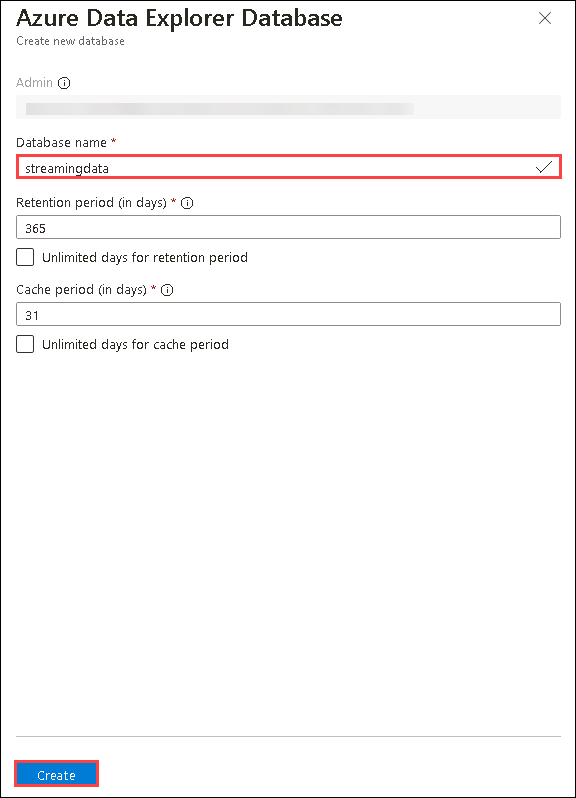 Azure Data Explorer Database
Create new database
Admin
Database name *
streamingdata
Retention period (in days) *
365
Unlimited days for retention period
Cache period (in days) *
31
Unlimited days for cache period
Create